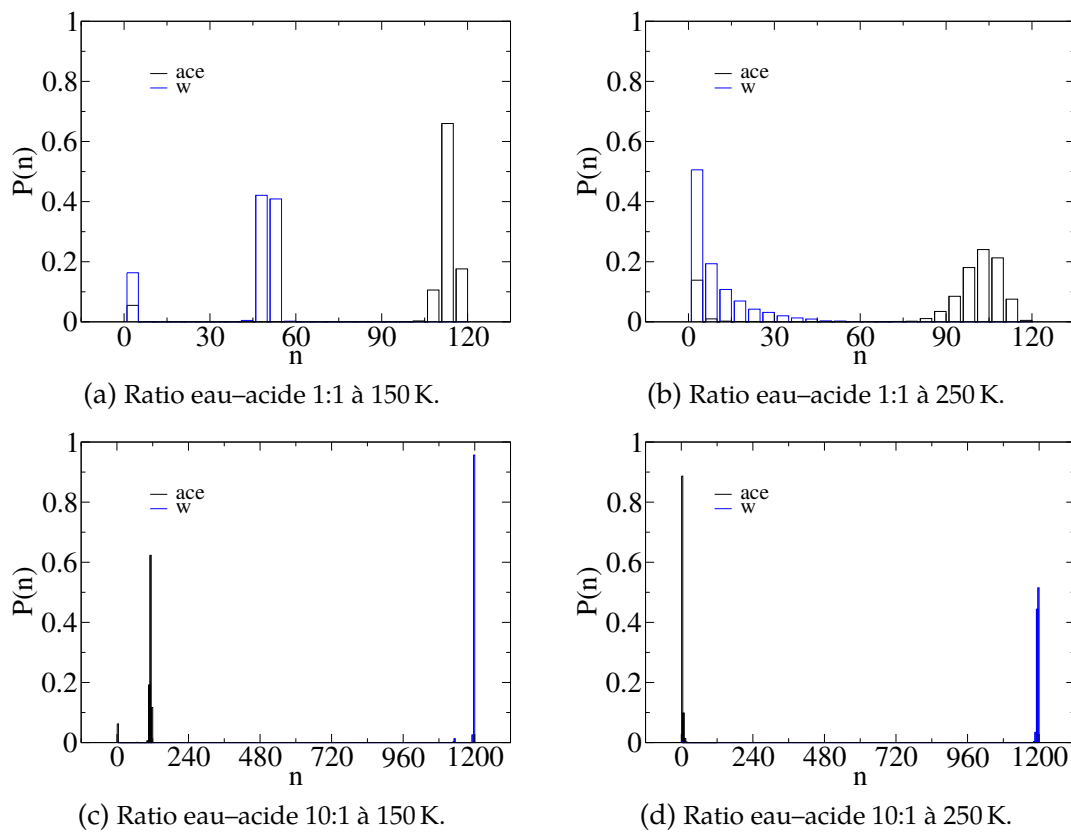 1
0.8
0.6
0.4
0.2
0
P(n)
ace
w
0 30 60 90 120
n
(a) Ratio eau–acide 1:1 à 150 K.
1
0.8
0.6
0.4
0.2
0
P(n)
ace
w
0 30 60 90 120
n
(b) Ratio eau–acide 1:1 à 250 K.
1
0.8
0.6
0.4
0.2
0
P(n)
ace
w
0 240 480 720 960 1200
n
(c) Ratio eau–acide 10:1 à 150 K.
1
0.8
0.6
0.4
0.2
0
P(n)
ace
w
0 240 480 720 960 1200
n
(d) Ratio eau–acide 10:1 à 250 K.